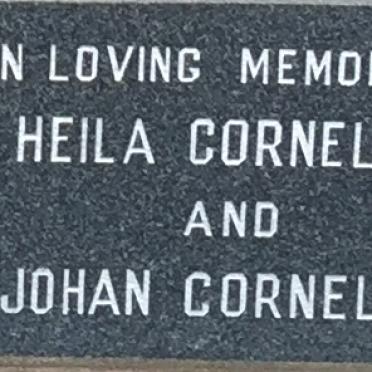 N LOVING MEMO
HEILA CORNEL
AND
JOHAN CORNEL